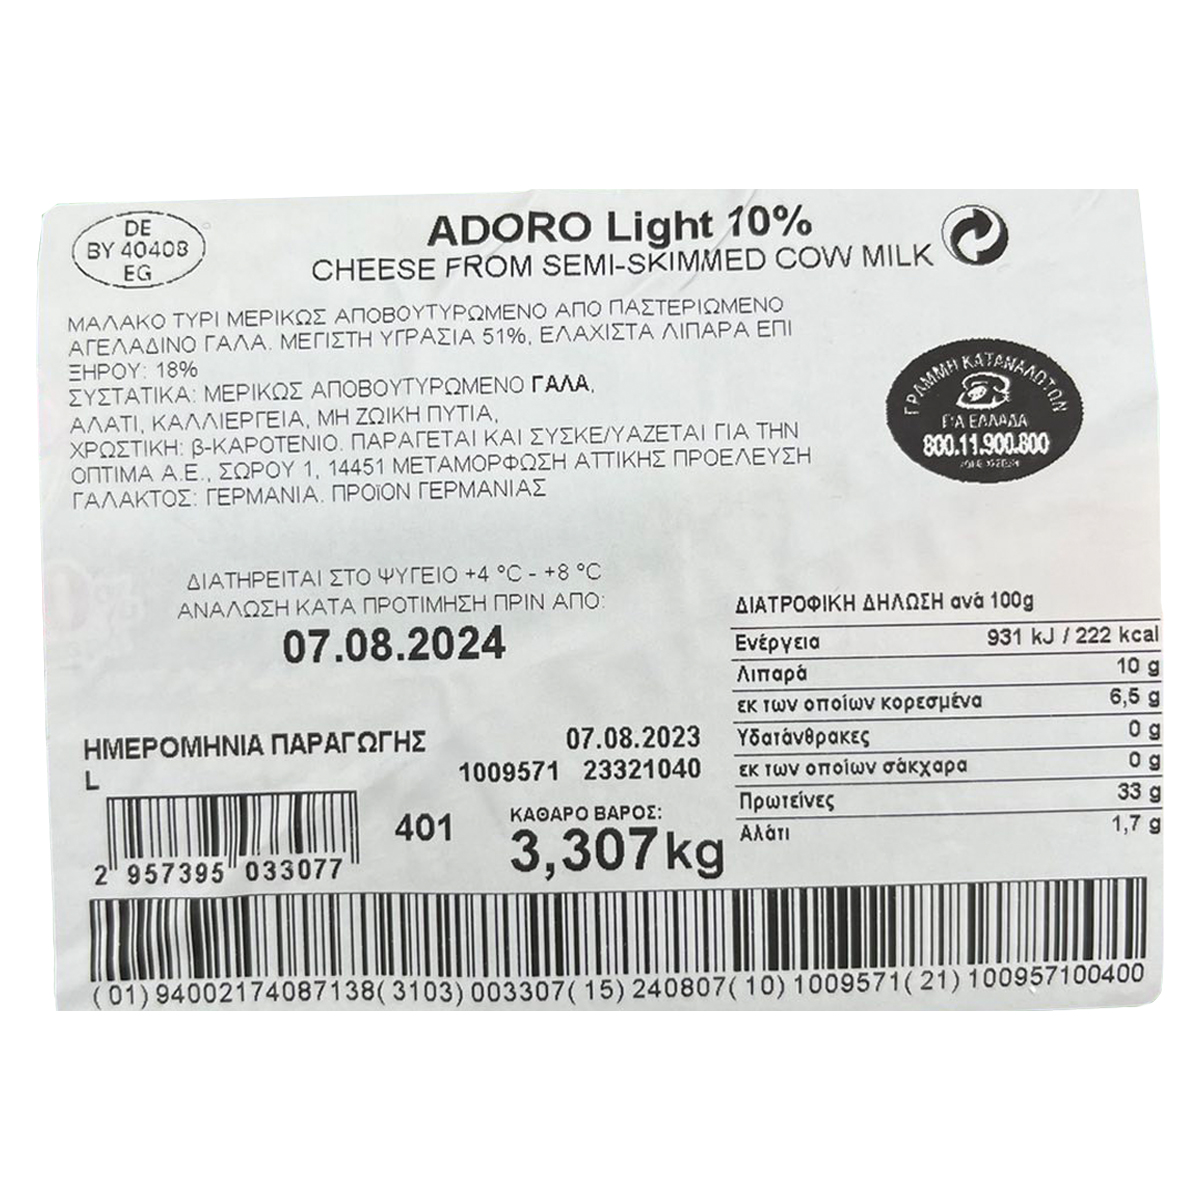 DE
BY 40408
EG
ADORO Light 10%
CHEESE FROM SEMI-SKIMMED COW MILK
ΜΑΛΑΚΟ ΤΥΡΙ ΜΕΡΙΚΩΣ ΑΠΟΒΟΥΤΥΡΩΜΕΝΟ ΑΠΟ ΠΑΣΤΕΡΙΩΜΕΝΟ
ΑΓΕΛΑΔΙΝΟ ΓΑΛΑ. ΜΕΓΙΣΤΗ ΥΓΡΑΣΙΑ 51%, ΕΛΑΧΙΣΤΑ ΛΙΠΑΡΑ ΕΠΙ
ΞΗΡΟΥ: 18%
ΣΥΣΤΑΤΙΚΑ: ΜΕΡΙΚΩΣ ΑΠΟΒΟΥΤΥΡΩΜΕΝΟ ΓΑΛΑ,
ΑΛΑΤΙ, ΚΑΛΛΙΕΡΓΕΙΑ, ΜΗ ΖΩΙΚΗ ΠΥΤΙΑ,
ΧΡΩΣΤΙΚΗ: β-ΚΑΡΟΤΕΝΙΟ. ΠΑΡΑΓΕΤΑΙ ΚΑΙ ΣΥΣΚΕ/ΥΑΖΕΤΑΙ ΓΙΑ ΤΗΝ
ΟΠΤΙΜΑ Α.Ε., ΣΩΡΟΥ 1, 14451 ΜΕΤΑΜΟΡΦΩΣΗ ΑΤΤΙΚΗΣ ΠΡΟΕΛΕΥΣΗ
ΓΑΛΑΚΤΟΣ: ΓΕΡΜΑΝΙΑ. ΠΡΟΪΟΝ ΓΕΡΜΑΝΙΑΣ
ΓΡΑΜΜΗ ΚΑΤΑΝΑΛΩΤΩΝ
ΓΙΑ ΕΛΛΑΔΑ
800.11.900.800
ΔΙΑΤΗΡΕΙΤΑΙ ΣΤΟ ΨΥΓΕΙΟ +4 °C - +8 °C
ΑΝΑΛΩΣΗ ΚΑΤΑ ΠΡΟΤΙΜΗΣΗ ΠΡΙΝ ΑΠΟ:
07.08.2024
ΔΙΑΤΡΟΦΙΚΗ ΔΗΛΩΣΗ ανά 100g
Ενέργεια 931 kJ / 222 kcal
Λιπαρά 10 g
εκ των οποίων κορεσμένα 6,5 g
Υδατάνθρακες 0 g
εκ των οποίων σάκχαρα 0 g
Πρωτείνες 33 g
Αλάτι 1,7 g
ΗΜΕΡΟΜΗΝΙΑ ΠΑΡΑΓΩΓΗΣ 07.08.2023
L 1009571 23321040
401
ΚΑΘΑΡΟ ΒΑΡΟΣ:
3,307kg
2 957395 033077
(01)94002174087138(3103)003307(15)240807(10)1009571(21)100957100400